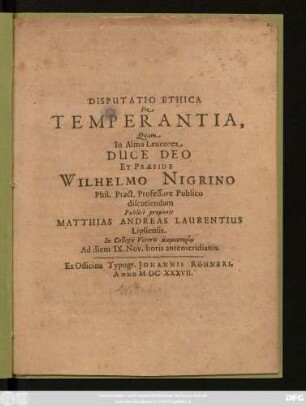 DISPUTATIO ETHICA
De
TEMPERANTIA,
Quam
In Alma Leucorea
DUCE DEO
ET PRÆSIDE
WILHELMO NIGRINO
Phil. Pract. Professore Publico
discutiendam
Publicè proponit
MATTHIAS ANDREAS LAURENTIUS
Lipsiensis.
In Collegii Veteris
Ad diem IX. Nov. horis antemeridianis.
Ex Officina Typogr. JOHANNIS RÖHNERI,
ANNO M DC XXXVII.